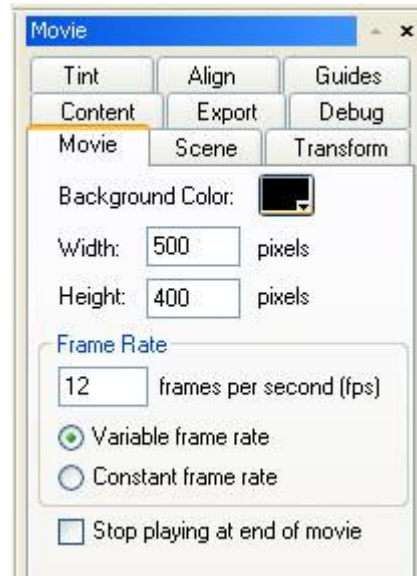 Movie
Tint Align Guides
Content Export Debug
Movie Scene Transform
Background Color:
Width: 500 pixels
Height: 400 pixels
Frame Rate
12 frames per second (fps)
Variable frame rate
Constant frame rate
Stop playing at end of movie